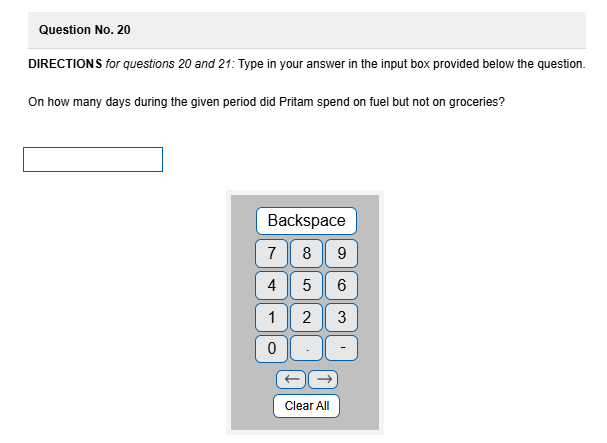 Question No. 20
DIRECTIONS for questions 20 and 21: Type in your answer in the input box provided below the question.
On how many days during the given period did Pritam spend on fuel but not on groceries?
Backspace
7 8 9
4 5 6
1 2 3
0 . -
← →
Clear All